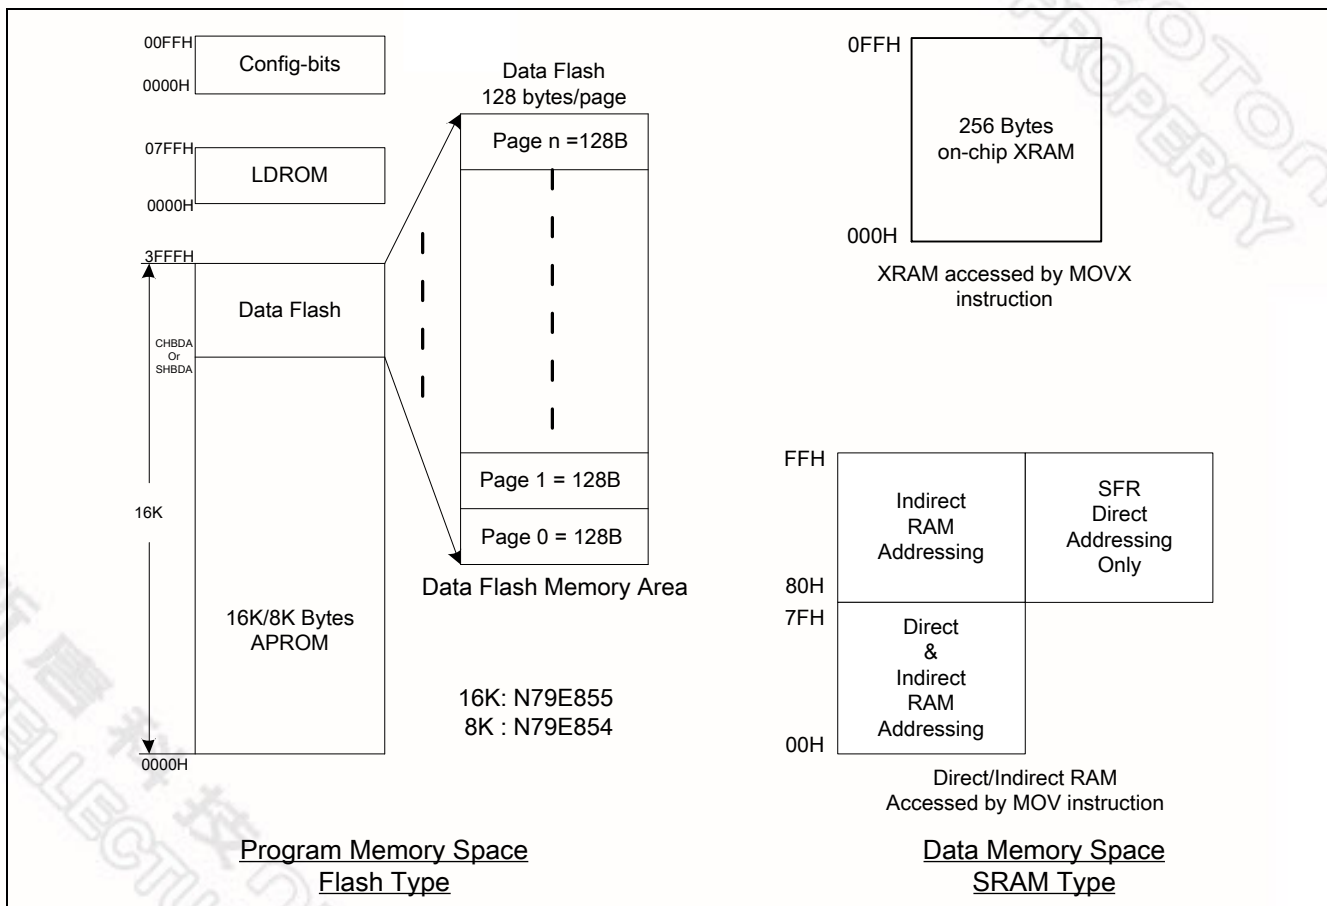 00FFH
Config-bits
0000H
07FFH
LDROM
0000H
3FFFH
Data Flash
CHBDA
Or
SHBDA
16K
16K/8K Bytes
APROM
0000H
Data Flash
128 bytes/page
Page n =128B
Page 1 = 128B
Page 0 = 128B
Data Flash Memory Area
16K: N79E855
8K : N79E854
Program Memory Space
Flash Type
0FFH
256 Bytes
on-chip XRAM
000H
XRAM accessed by MOVX
instruction
FFH
Indirect
RAM
Addressing
SFR
Direct
Addressing
Only
80H
7FH
Direct
&
Indirect
RAM
Addressing
00H
Direct/Indirect RAM
Accessed by MOV instruction
Data Memory Space
SRAM Type
PROPERTY